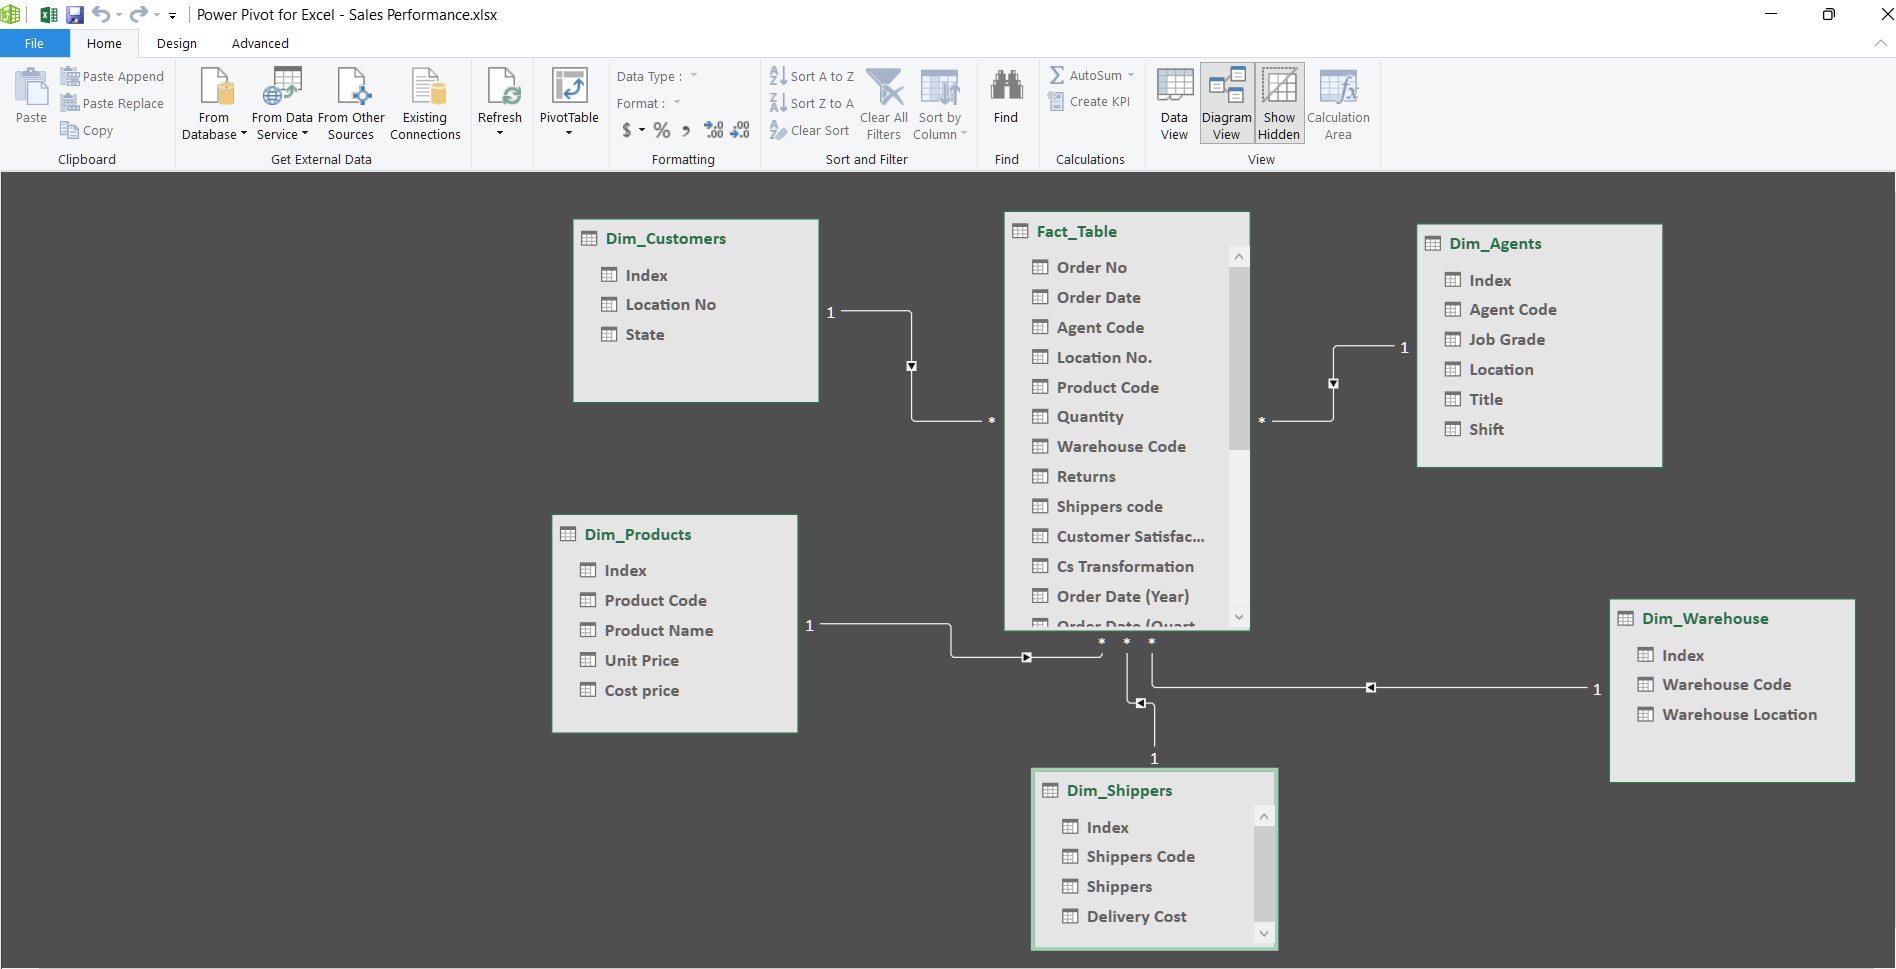 Power Pivot for Excel - Sales Performance.xlsx
File Home Design Advanced
Paste
Paste Append
Paste Replace
Copy
Clipboard
From Database
From Data Service
From Other Sources
Existing Connections
Get External Data
Refresh
PivotTable
Data Type :
Format :
$ % ,
Formatting
Sort A to Z
Sort Z to A
Clear Sort
Clear All Filters
Sort by Column
Sort and Filter
Find
Find
AutoSum
Create KPI
Calculations
Data View
Diagram View
Show Hidden
Calculation Area
View
Dim_Customers
Index
Location No
State
1
*
Fact_Table
Order No
Order Date
Agent Code
Location No.
Product Code
Quantity
Warehouse Code
Returns
Shippers code
Customer Satisfac...
Cs Transformation
Order Date (Year)
Order Date (Quart
* * *
*
1
Dim_Agents
Index
Agent Code
Job Grade
Location
Title
Shift
Dim_Products
Index
Product Code
Product Name
Unit Price
Cost price
1
1
Dim_Warehouse
Index
Warehouse Code
Warehouse Location
1
Dim_Shippers
Index
Shippers Code
Shippers
Delivery Cost